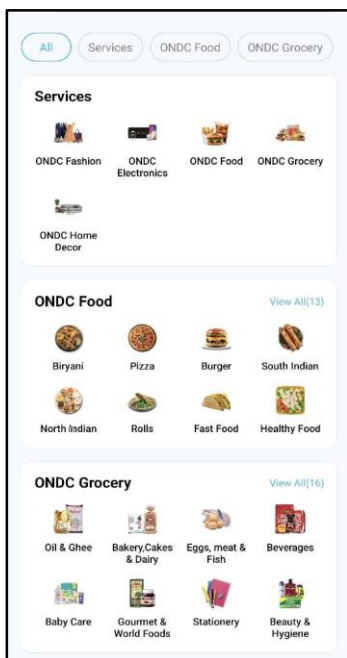 All Services ONDC Food ONDC Grocery
Services
ONDC Fashion ONDC Electronics ONDC Food ONDC Grocery
ONDC Home Decor
ONDC Food View All(13)
Biryani Pizza Burger South Indian
North Indian Rolls Fast Food Healthy Food
ONDC Grocery View All(16)
Oil & Ghee Bakery,Cakes & Dairy Eggs, meat & Fish Beverages
Baby Care Gourmet & World Foods Stationery Beauty & Hygiene